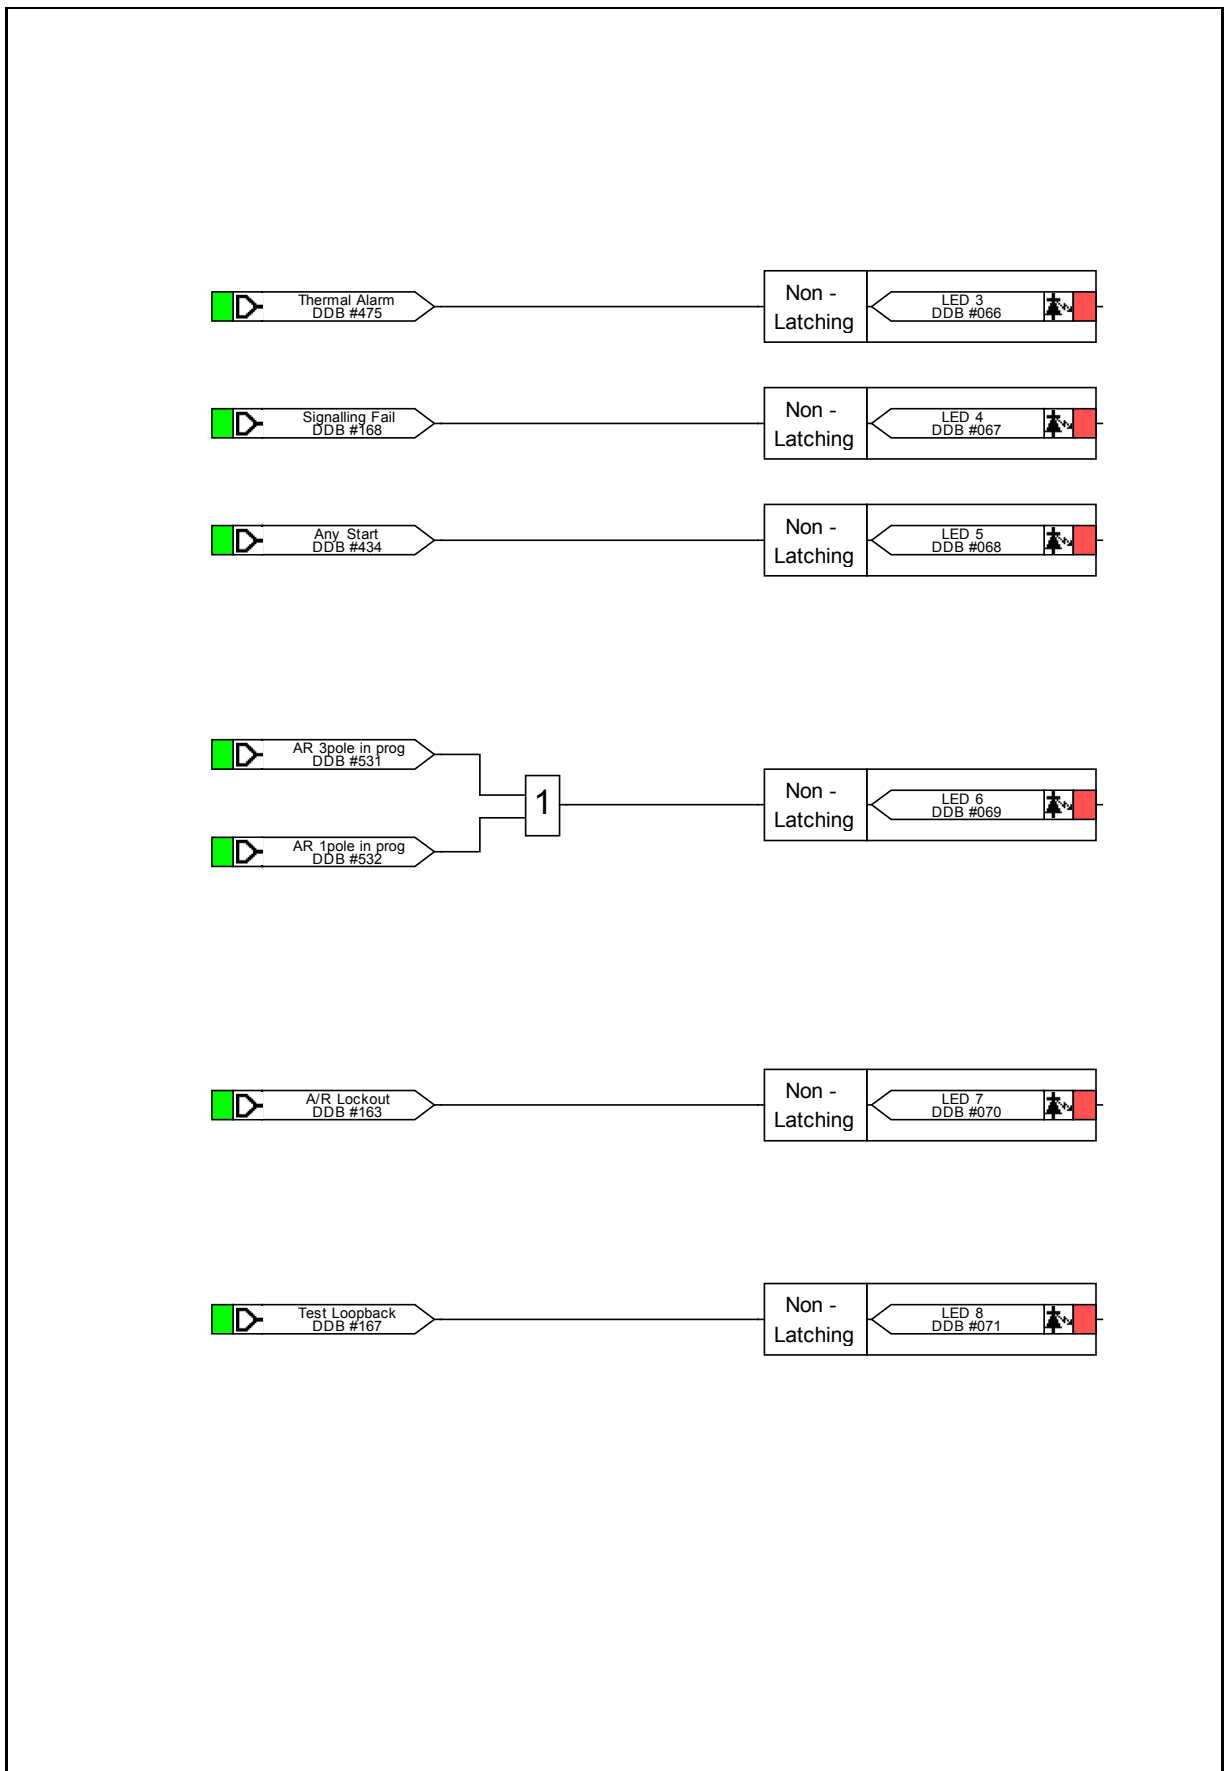 Thermal Alarm
DDB #475
Non -
Latching
LED 3
DDB #066
Signalling Fail
DDB #168
Non -
Latching
LED 4
DDB #067
Any Start
DDB #434
Non -
Latching
LED 5
DDB #068
AR 3pole in prog
DDB #531
AR 1pole in prog
DDB #532
1
Non -
Latching
LED 6
DDB #069
A/R Lockout
DDB #163
Non -
Latching
LED 7
DDB #070
Test Loopback
DDB #167
Non -
Latching
LED 8
DDB #071